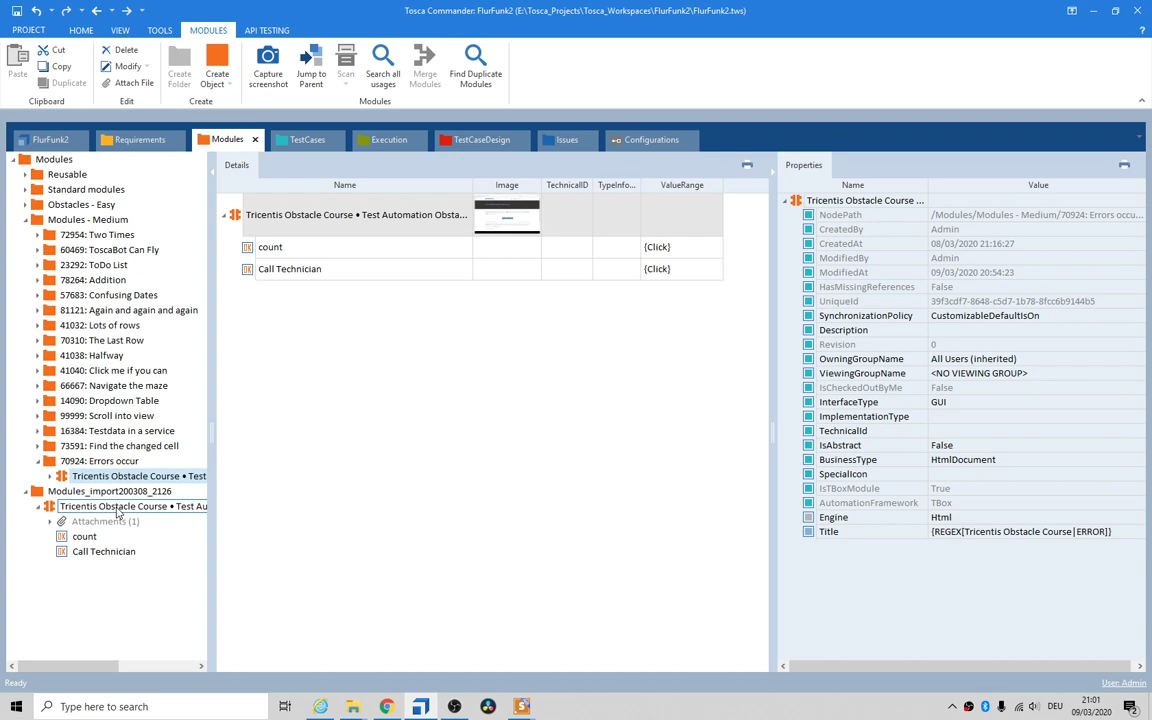 Tosca Commander: FlurFunk2 (E:\Tosca_Projects\Tosca_Workspaces\FlurFunk2\FlurFunk2.tws)
PROJECT HOME VIEW TOOLS MODULES API TESTING
Paste Cut Copy Duplicate Delete Modify Attach File Create Folder Create Object Capture screenshot Jump to Parent Scan Search all usages Merge Modules Find Duplicate Modules
Clipboard Edit Create Modules
FlurFunk2 Requirements Modules TestCases Execution TestCaseDesign Issues Configurations
Modules
Reusable
Standard modules
Obstacles - Easy
Modules - Medium
72954: Two Times
60469: ToscaBot Can Fly
23292: ToDo List
78264: Addition
57683: Confusing Dates
81121: Again and again and again
41032: Lots of rows
70310: The Last Row
41038: Halfway
41040: Click me if you can
66667: Navigate the maze
14090: Dropdown Table
99999: Scroll into view
16384: Testdata in a service
73591: Find the changed cell
70924: Errors occur
Tricentis Obstacle Course • Test
Modules_import200308_2126
Tricentis Obstacle Course • Test Au
Attachments (1)
count
Call Technician
Details
Name Image TechnicalID TypeInfo... ValueRange
Tricentis Obstacle Course • Test Automation Obsta...
count {Click}
Call Technician {Click}
Properties
Name Value
Tricentis Obstacle Course ...
NodePath /Modules/Modules - Medium/70924: Errors occu...
CreatedBy Admin
CreatedAt 08/03/2020 21:16:27
ModifiedBy Admin
ModifiedAt 09/03/2020 20:54:23
HasMissingReferences False
UniqueId 39f3cdf7-8648-c5d7-1b78-8fcc6b9144b5
SynchronizationPolicy CustomizableDefaultIsOn
Description
Revision 0
OwningGroupName All Users (inherited)
ViewingGroupName <NO VIEWING GROUP>
IsCheckedOutByMe False
InterfaceType GUI
ImplementationType
TechnicalId
IsAbstract False
BusinessType HtmlDocument
SpecialIcon
IsTBoxModule True
AutomationFramework TBox
Engine Html
Title {REGEX[Tricentis Obstacle Course|ERROR]}
Ready User: Admin
Type here to search
DEU
21:01
09/03/2020
2